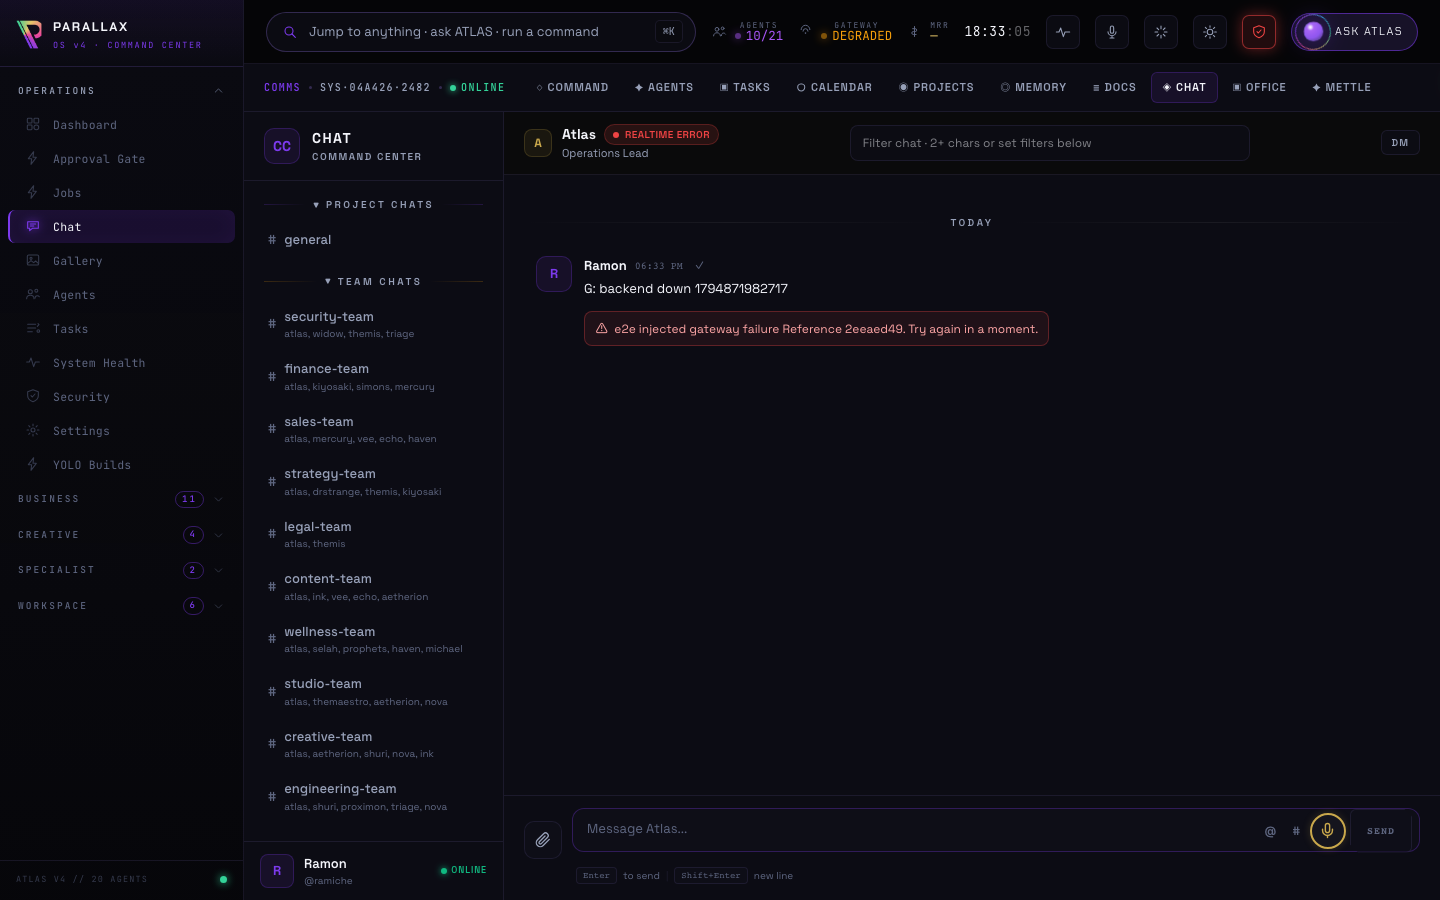 PARALLAX
OS v4 · COMMAND CENTER
OPERATIONS
Dashboard
Approval Gate
Jobs
Chat
Gallery
Agents
Tasks
System Health
Security
Settings
YOLO Builds
BUSINESS 11
CREATIVE 4
SPECIALIST 2
WORKSPACE 6
ATLAS V4 // 20 AGENTS
Jump to anything · ask ATLAS · run a command ⌘K
AGENTS
10/21
GATEWAY
DEGRADED
MRR
—
18:33:05
ASK ATLAS
COMMS · SYS·04A426·2482 · ONLINE
COMMAND
AGENTS
TASKS
CALENDAR
PROJECTS
MEMORY
DOCS
CHAT
OFFICE
METTLE
CC
CHAT
COMMAND CENTER
▼ PROJECT CHATS
# general
▼ TEAM CHATS
# security-team
atlas, widow, themis, triage
# finance-team
atlas, kiyosaki, simons, mercury
# sales-team
atlas, mercury, vee, echo, haven
# strategy-team
atlas, drstrange, themis, kiyosaki
# legal-team
atlas, themis
# content-team
atlas, ink, vee, echo, aetherion
# wellness-team
atlas, selah, prophets, haven, michael
# studio-team
atlas, themaestro, aetherion, nova
# creative-team
atlas, aetherion, shuri, nova, ink
# engineering-team
atlas, shuri, proximon, triage, nova
R
Ramon
@ramiche
ONLINE
A
Atlas
REALTIME ERROR
Operations Lead
Filter chat · 2+ chars or set filters below
DM
TODAY
R
Ramon 06:33 PM ✓
G: backend down 1794871982717
e2e injected gateway failure Reference 2eeaed49. Try again in a moment.
Message Atlas...
@ #
SEND
Enter to send | Shift+Enter new line